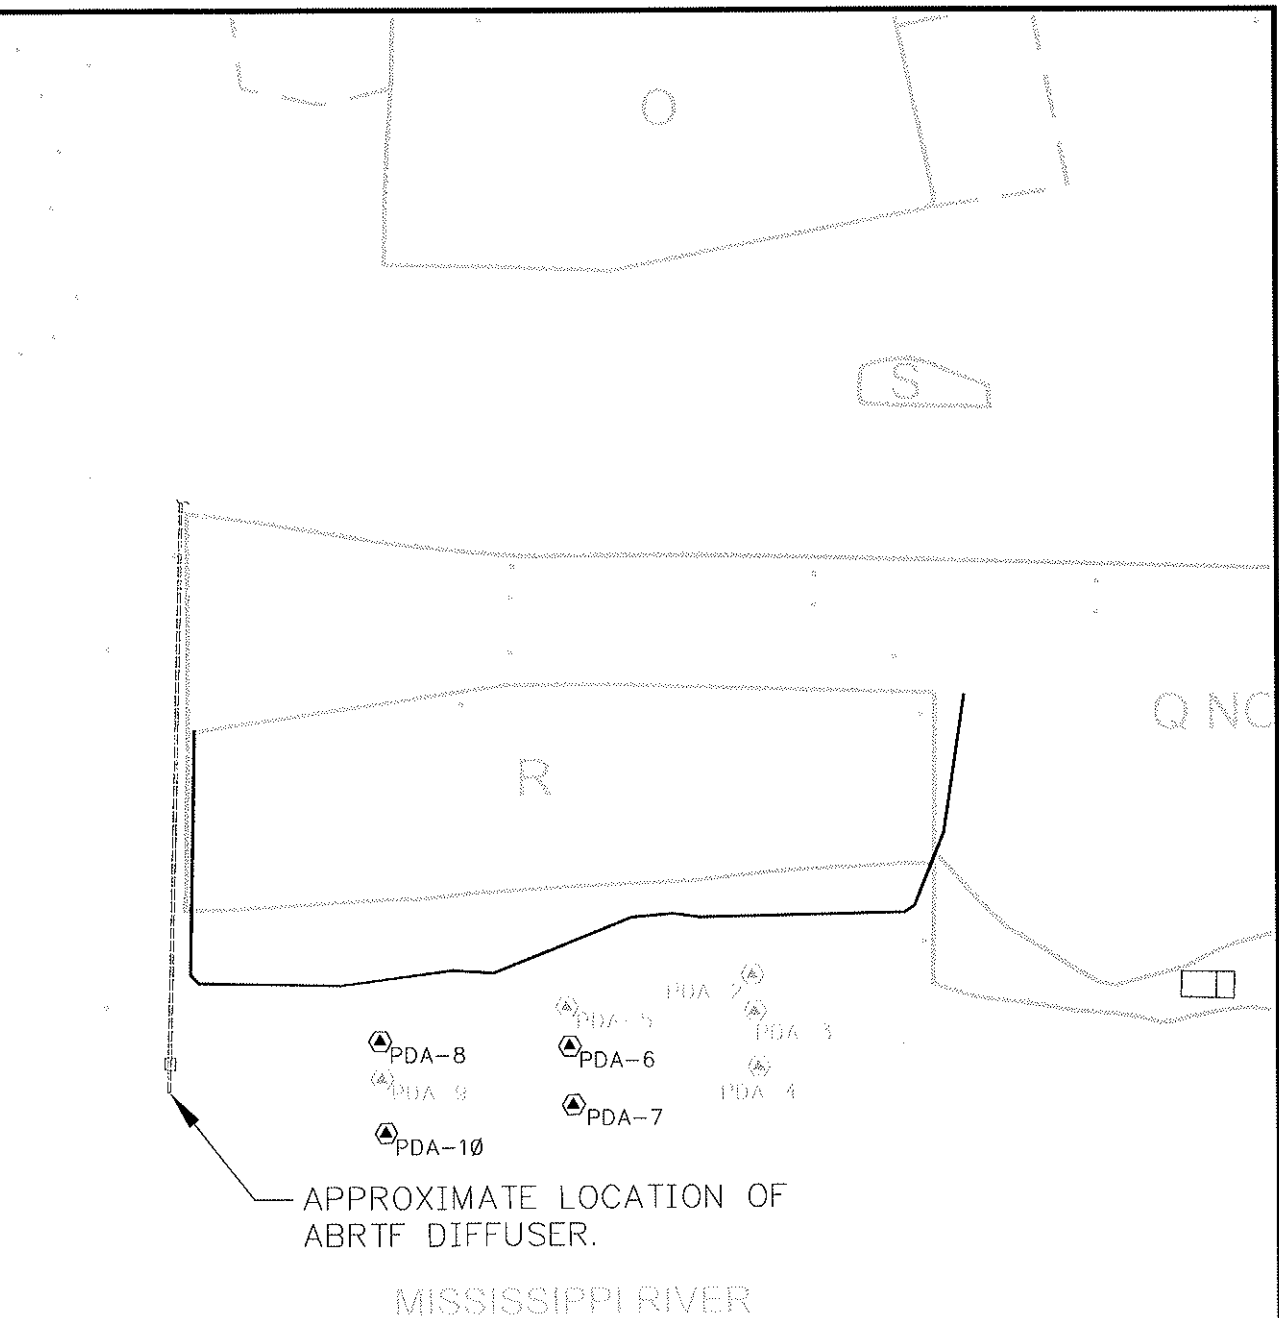 O
S
Q NO
R
PDA-2
PDA-5
PDA-3
PDA-8
PDA-6
PDA-9
PDA-4
PDA-7
PDA-10
APPROXIMATE LOCATION OF
ABRTF DIFFUSER.
MISSISSIPPI RIVER